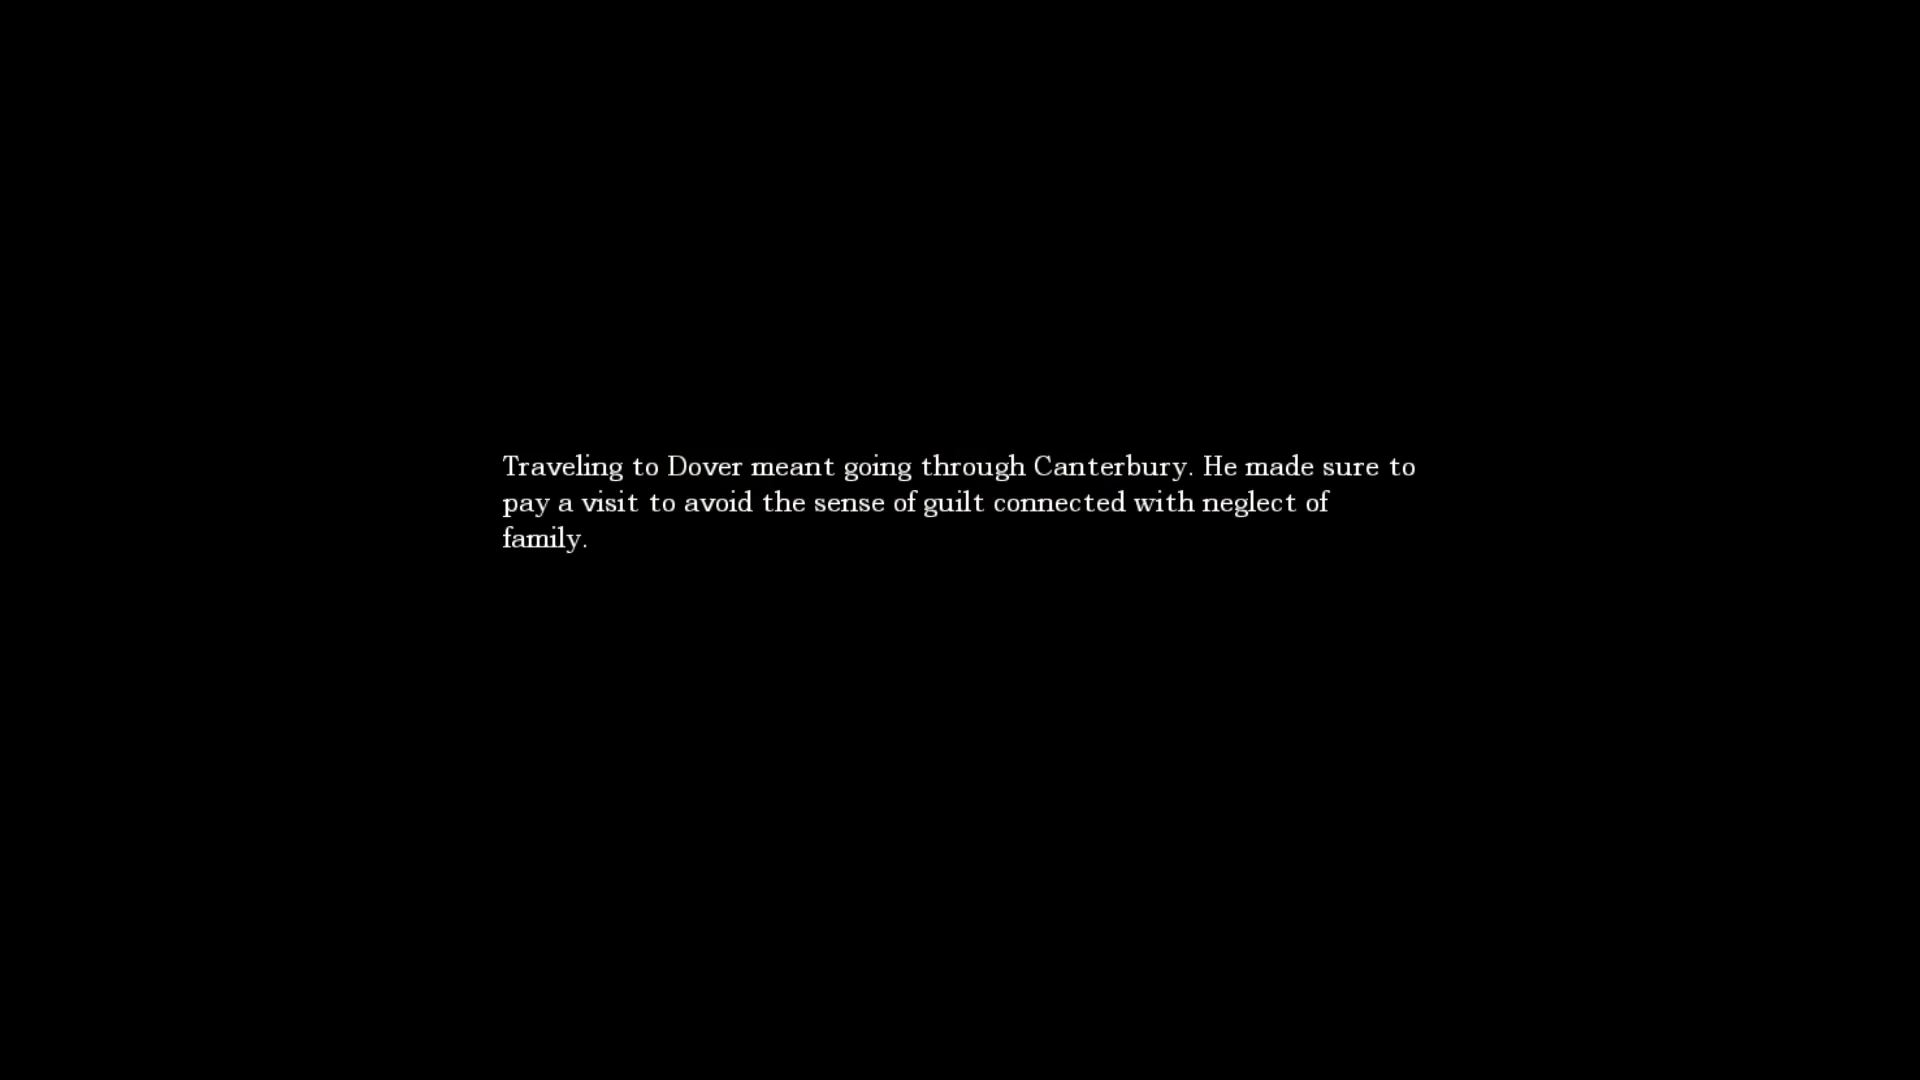 Traveling to Dover meant going through Canterbury. He made sure to
pay a visit to avoid the sense of guilt connected with neglect of
family.